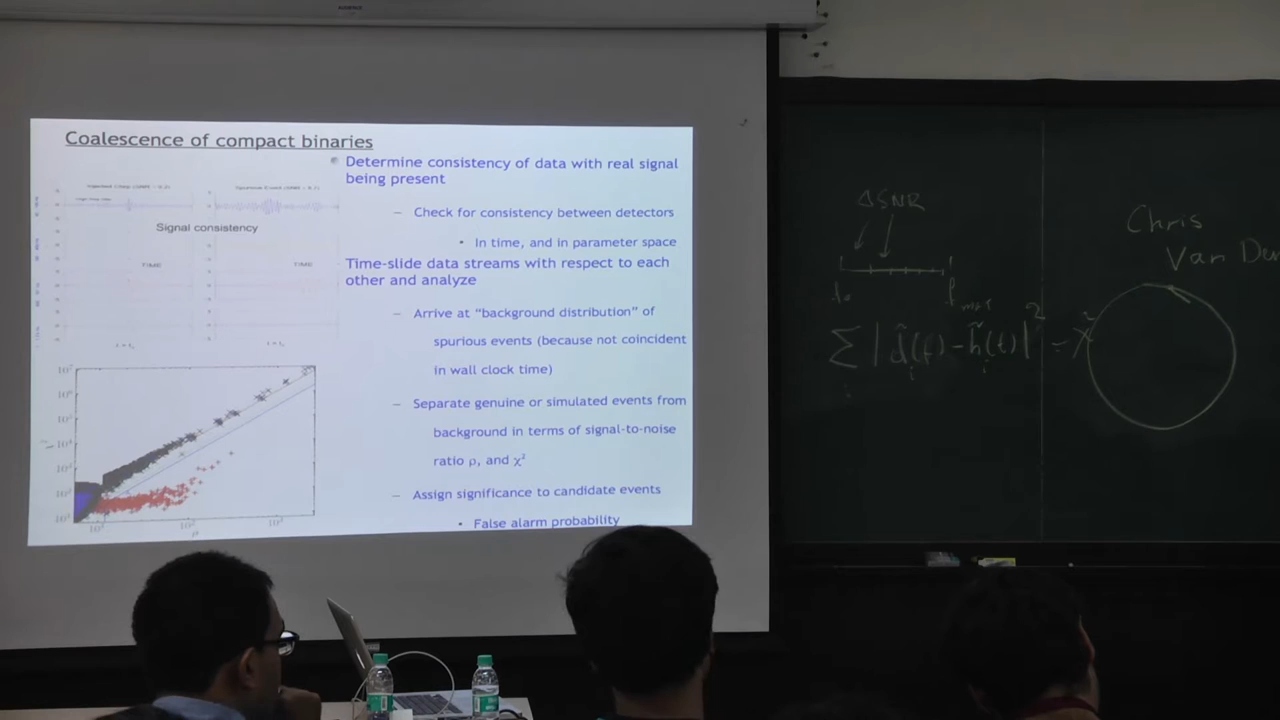 Coalescence of compact binaries
Determine consistency of data with real signal
being present
– Check for consistency between detectors
• In time, and in parameter space
Time-slide data streams with respect to each
other and analyze
– Arrive at “background distribution” of
spurious events (because not coincident
in wall clock time)
– Separate genuine or simulated events from
background in terms of signal-to-noise
ratio ρ, and χ²
– Assign significance to candidate events
• False alarm probability
Signal consistency
TIME TIME
ΔSNR
f₀ fmax
∑ᵢ | d̃ᵢ(f) – h̃ᵢ(t) |² = χ²
Chris
Van Den